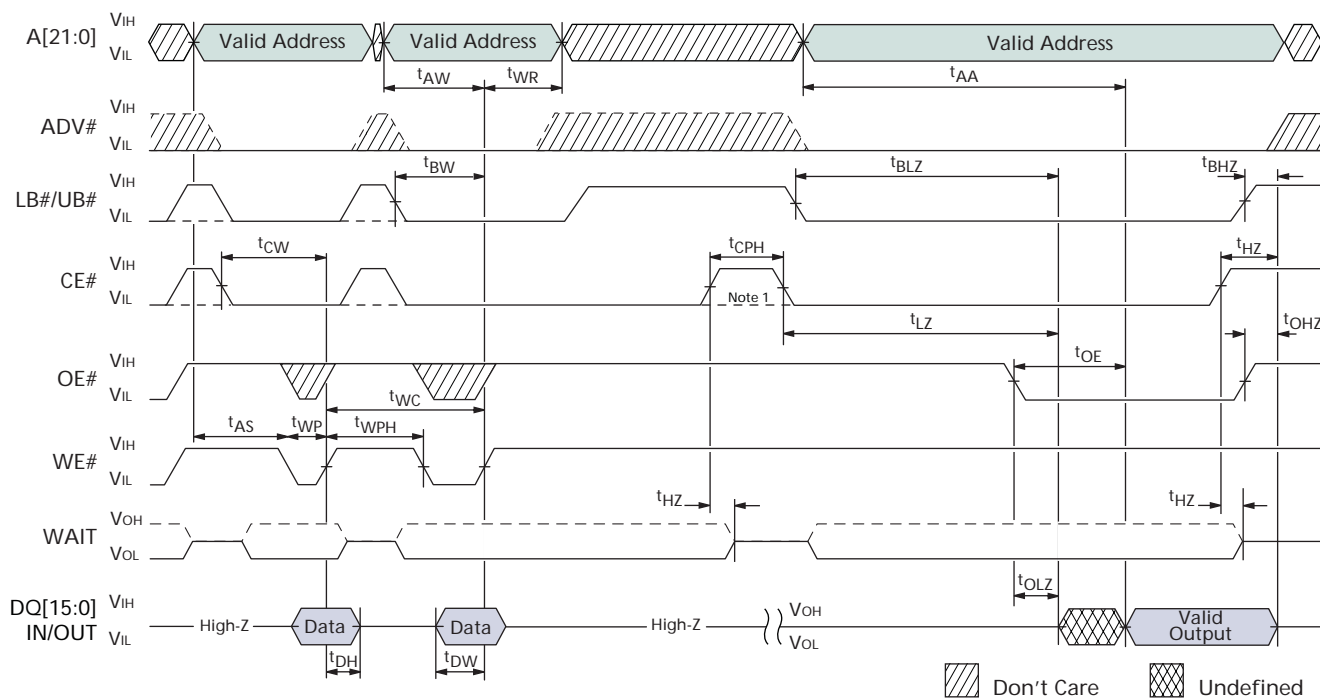 VIH
A[21:0]
VIL
Valid Address
Valid Address
Valid Address
tAW
tWR
tAA
VIH
ADV#
VIL
tBW
tBLZ
tBHZ
VIH
LB#/UB#
VIL
tCW
tCPH
tHZ
VIH
CE#
VIL
Note 1
tLZ
tOHZ
VIH
OE#
VIL
tOE
tWC
tAS
tWP
tWPH
VIH
WE#
VIL
tHZ
tHZ
VOH
WAIT
VOL
tOLZ
DQ[15:0]
IN/OUT
VIH
VIL
High-Z
Data
Data
High-Z
VOH
VOL
Valid
Output
tDH
tDW
Don't Care
Undefined